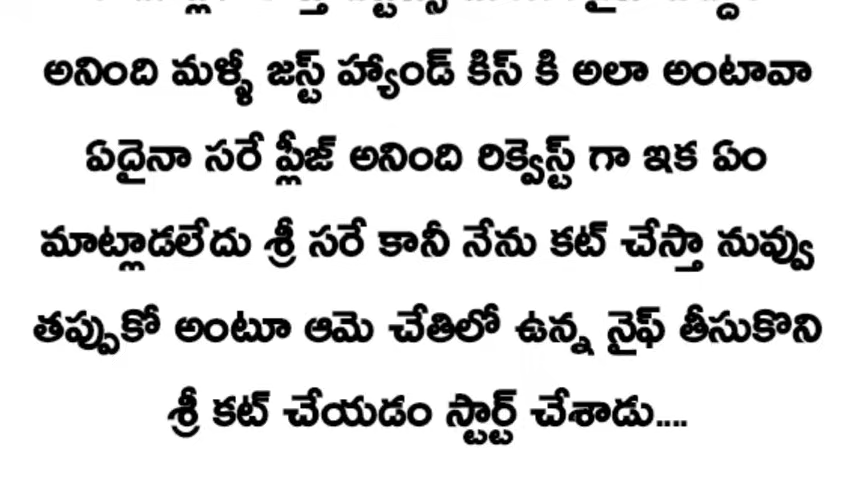 అనింది మళ్ళీ జస్ట్ హ్యాండ్ కిస్ కి అలా అంటావా
ఏదైనా సరే ప్లీజ్ అనింది రిక్వెస్ట్ గా ఇక ఏం
మాట్లాడలేదు శ్రీ సరే కానీ నేను కట్ చేస్తా నువ్వు
తప్పుకో అంటూ ఆమె చేతిలో ఉన్న నైఫ్ తీసుకొని
శ్రీ కట్ చేయడం స్టార్ట్ చేశాడు....